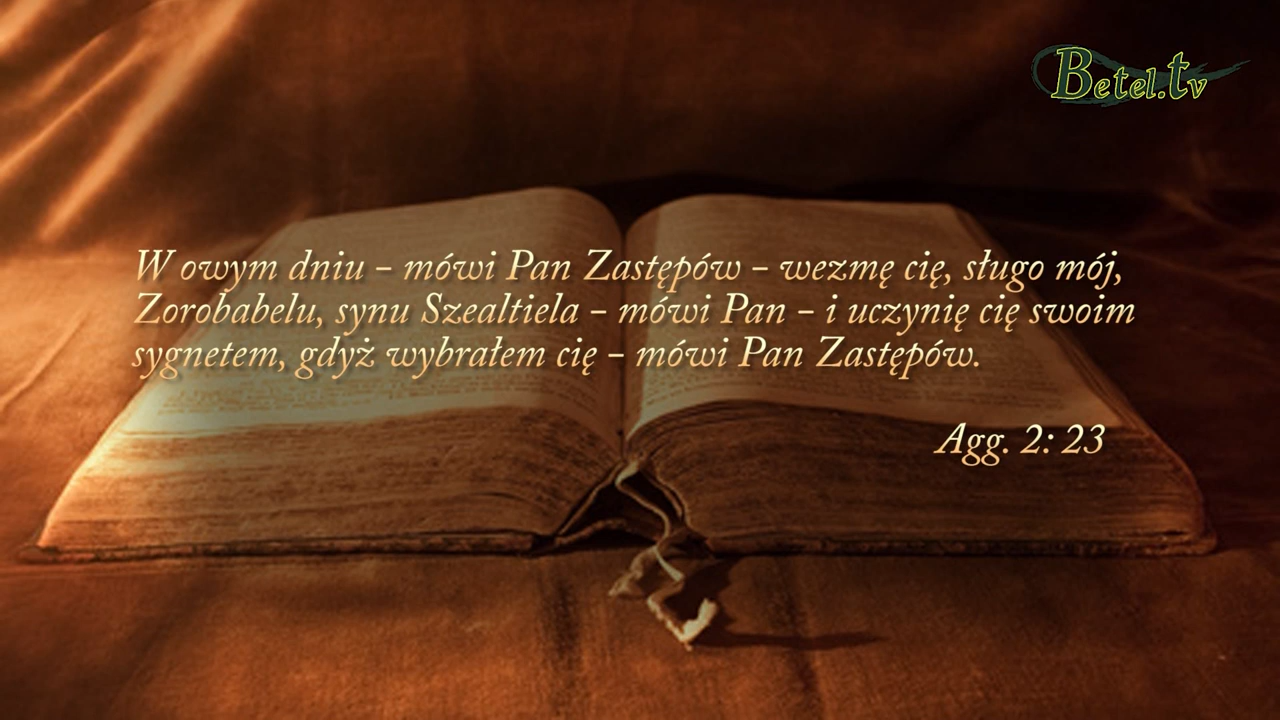 Betel.tv
W owym dniu – mówi Pan Zastępów – wezmę cię, sługo mój,
Zorobabelu, synu Szealtiela – mówi Pan – i uczynię cię swoim
sygnetem, gdyż wybrałem cię – mówi Pan Zastępów.
Agg. 2: 23